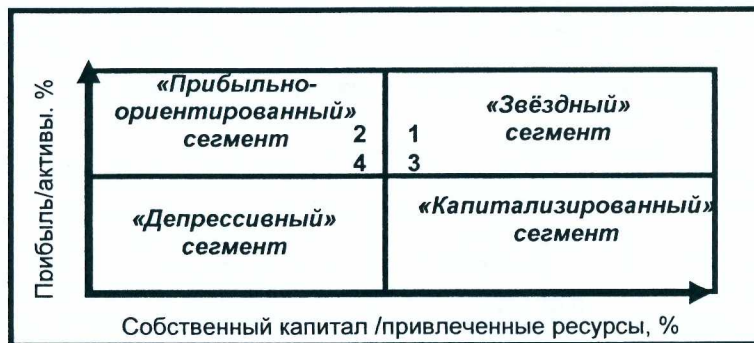 Прибыль/активы. %
«Прибыльно-
ориентированный»
сегмент
2
1
4
3
«Звёздный»
сегмент
«Депрессивный»
сегмент
«Капитализированный»
сегмент
Собственный капитал /привлеченные ресурсы, %